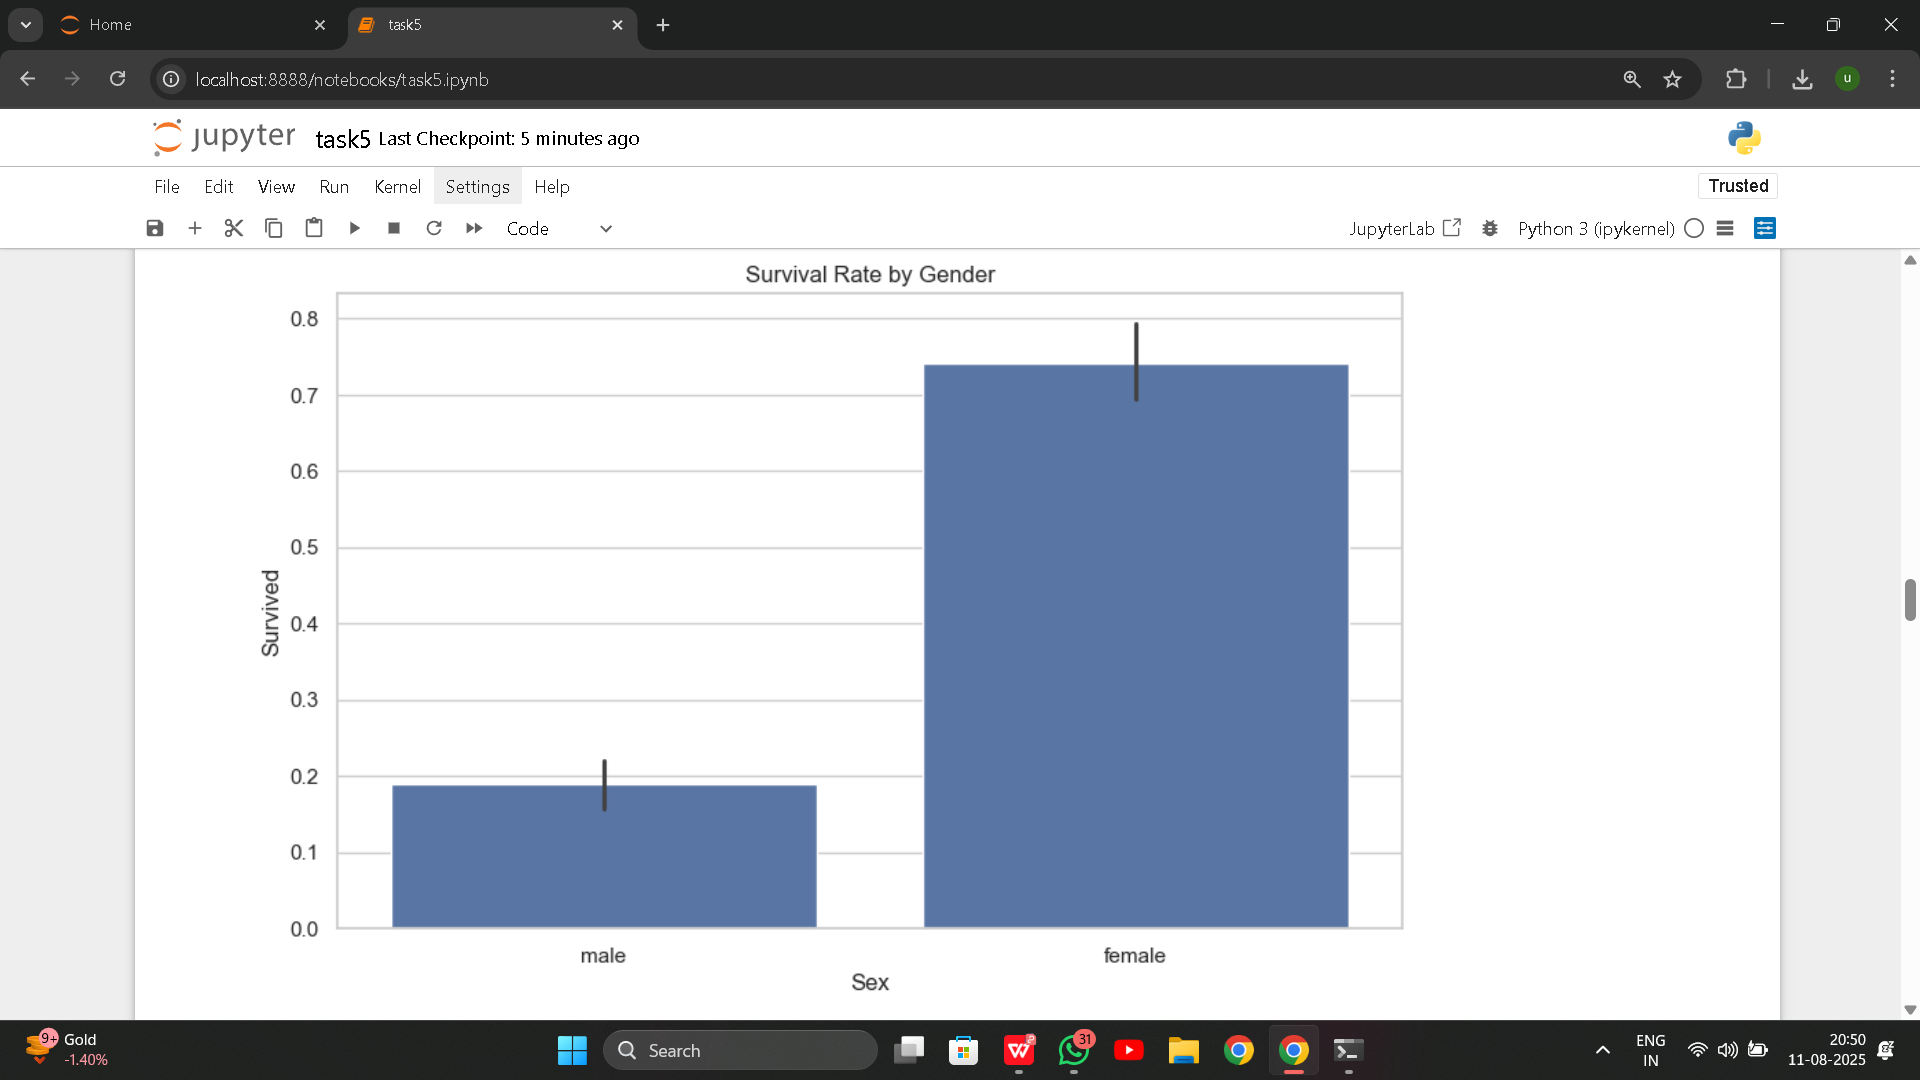 Home
task5
localhost:8888/notebooks/task5.ipynb
u
jupyter task5 Last Checkpoint: 5 minutes ago
File Edit View Run Kernel Settings Help
Trusted
Code
JupyterLab
Python 3 (ipykernel)
Survival Rate by Gender
0.8
0.7
0.6
0.5
0.4
0.3
0.2
0.1
0.0
Survived
male female
Sex
9+
Gold
-1.40%
Search
W
P
31
ENG
IN
20:50
11-08-2025